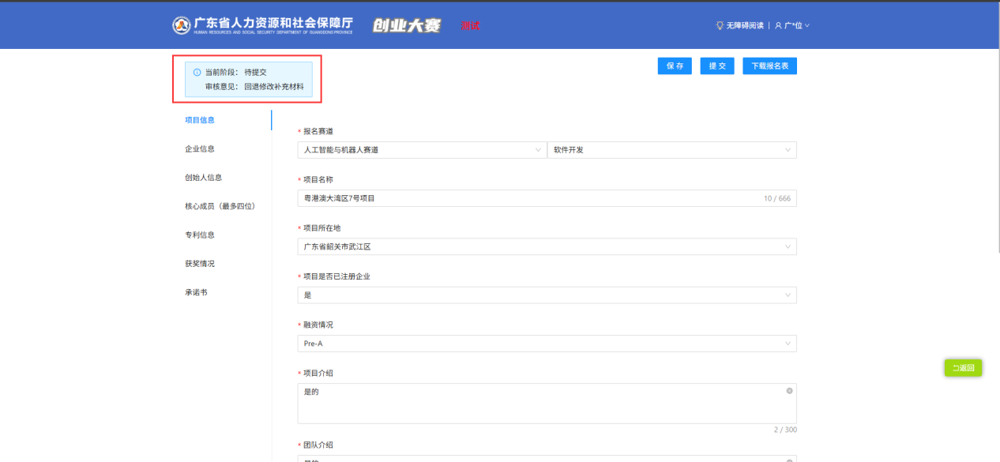 广东省人力资源和社会保障厅
HUMAN RESOURCES AND SOCIAL SECURITY DEPARTMENT OF GUANGDONG PROVINCE
创业大赛
测试
无障碍阅读
广*位
当前阶段： 待提交
审核意见： 回退修改补充材料
保 存
提 交
下载报名表
项目信息
企业信息
创始人信息
核心成员（最多四位）
专利信息
获奖情况
承诺书
* 报名赛道
人工智能与机器人赛道
软件开发
* 项目名称
粤港澳大湾区7号项目
10 / 666
* 项目所在地
广东省韶关市武江区
* 项目是否已注册企业
是
* 融资情况
Pre-A
* 项目介绍
是的
2 / 300
* 团队介绍
是的
返回